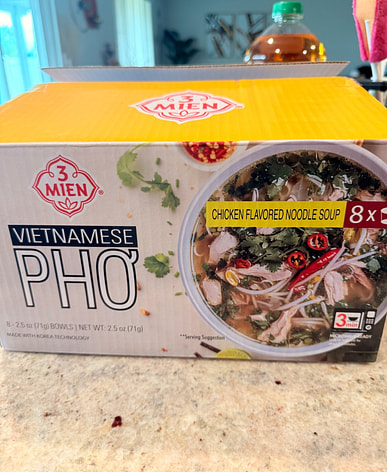 3
MIEN
3
MIEN®
VIETNAMESE
PHỞ
CHICKEN FLAVORED NOODLE SOUP 8 x
8 - 2.5 oz (71g) BOWLS | NET WT: 2.5 oz (71g)
MADE WITH KOREA TECHNOLOGY
**Serving Suggestion
3